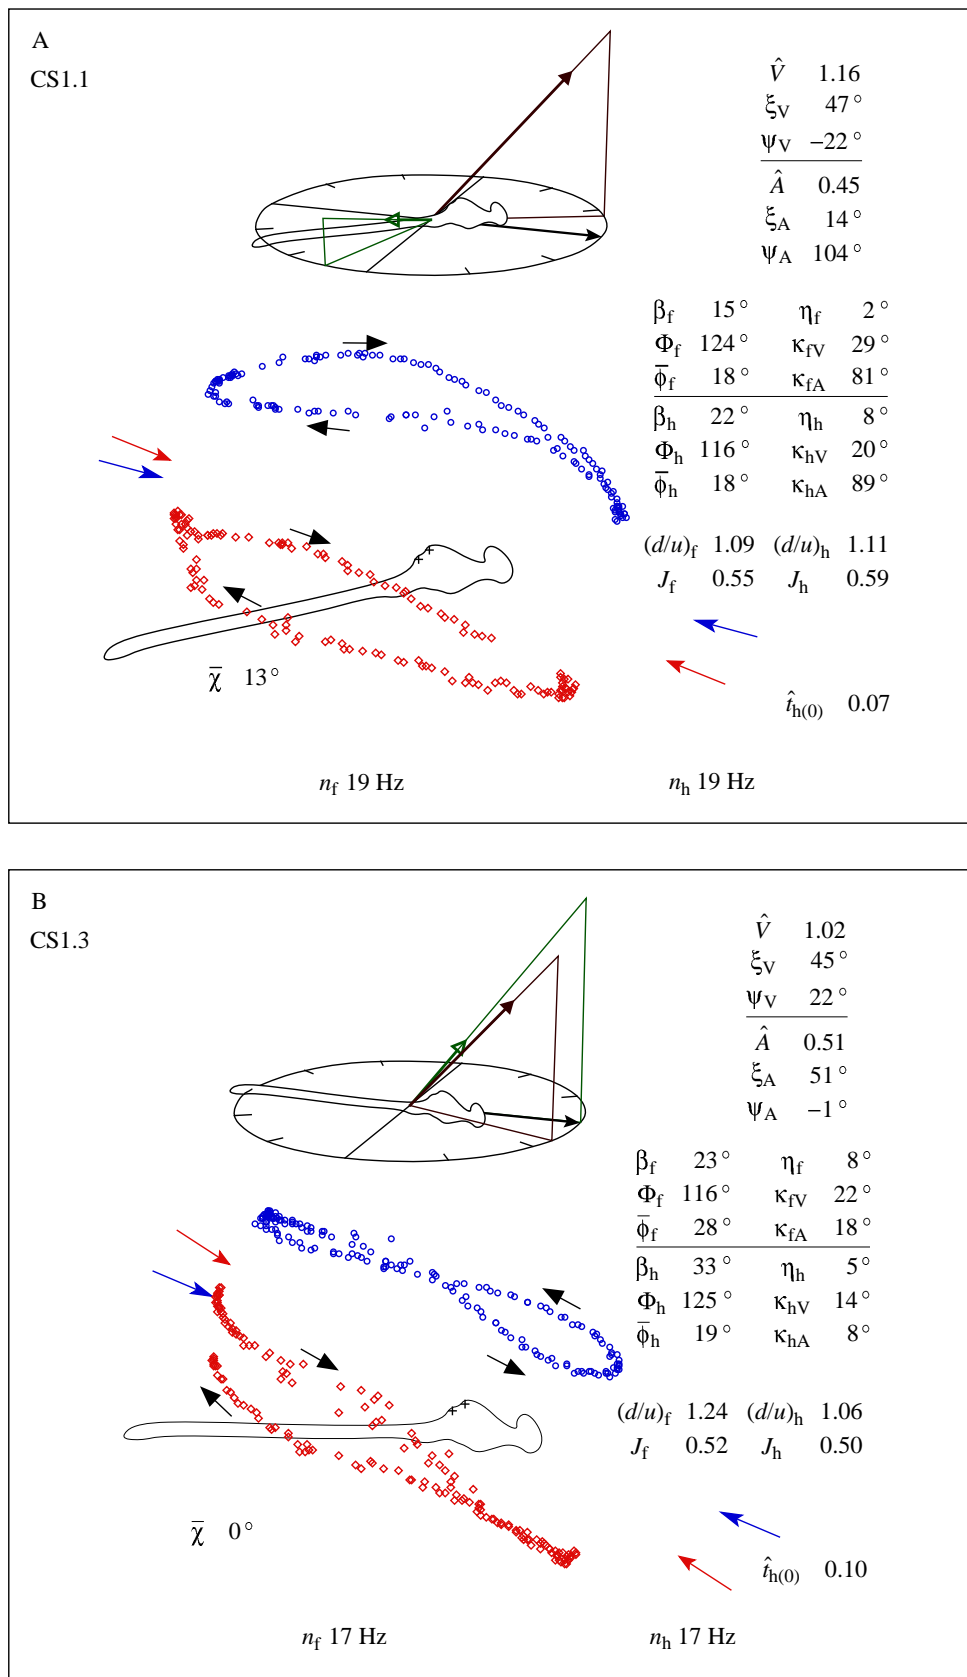 A
CS1.1
V̂ 1.16
ξV 47°
ψV −22°
Â 0.45
ξA 14°
ψA 104°
βf 15° ηf 2°
Φf 124° κfV 29°
ϕ̅f 18° κfA 81°
βh 22° ηh 8°
Φh 116° κhV 20°
ϕ̅h 18° κhA 89°
(d/u)f 1.09 (d/u)h 1.11
Jf 0.55 Jh 0.59
χ̅ 13°
t̂h(0) 0.07
nf 19 Hz nh 19 Hz
B
CS1.3
V̂ 1.02
ξV 45°
ψV 22°
Â 0.51
ξA 51°
ψA −1°
βf 23° ηf 8°
Φf 116° κfV 22°
ϕ̅f 28° κfA 18°
βh 33° ηh 5°
Φh 125° κhV 14°
ϕ̅h 19° κhA 8°
(d/u)f 1.24 (d/u)h 1.06
Jf 0.52 Jh 0.50
χ̅ 0°
t̂h(0) 0.10
nf 17 Hz nh 17 Hz